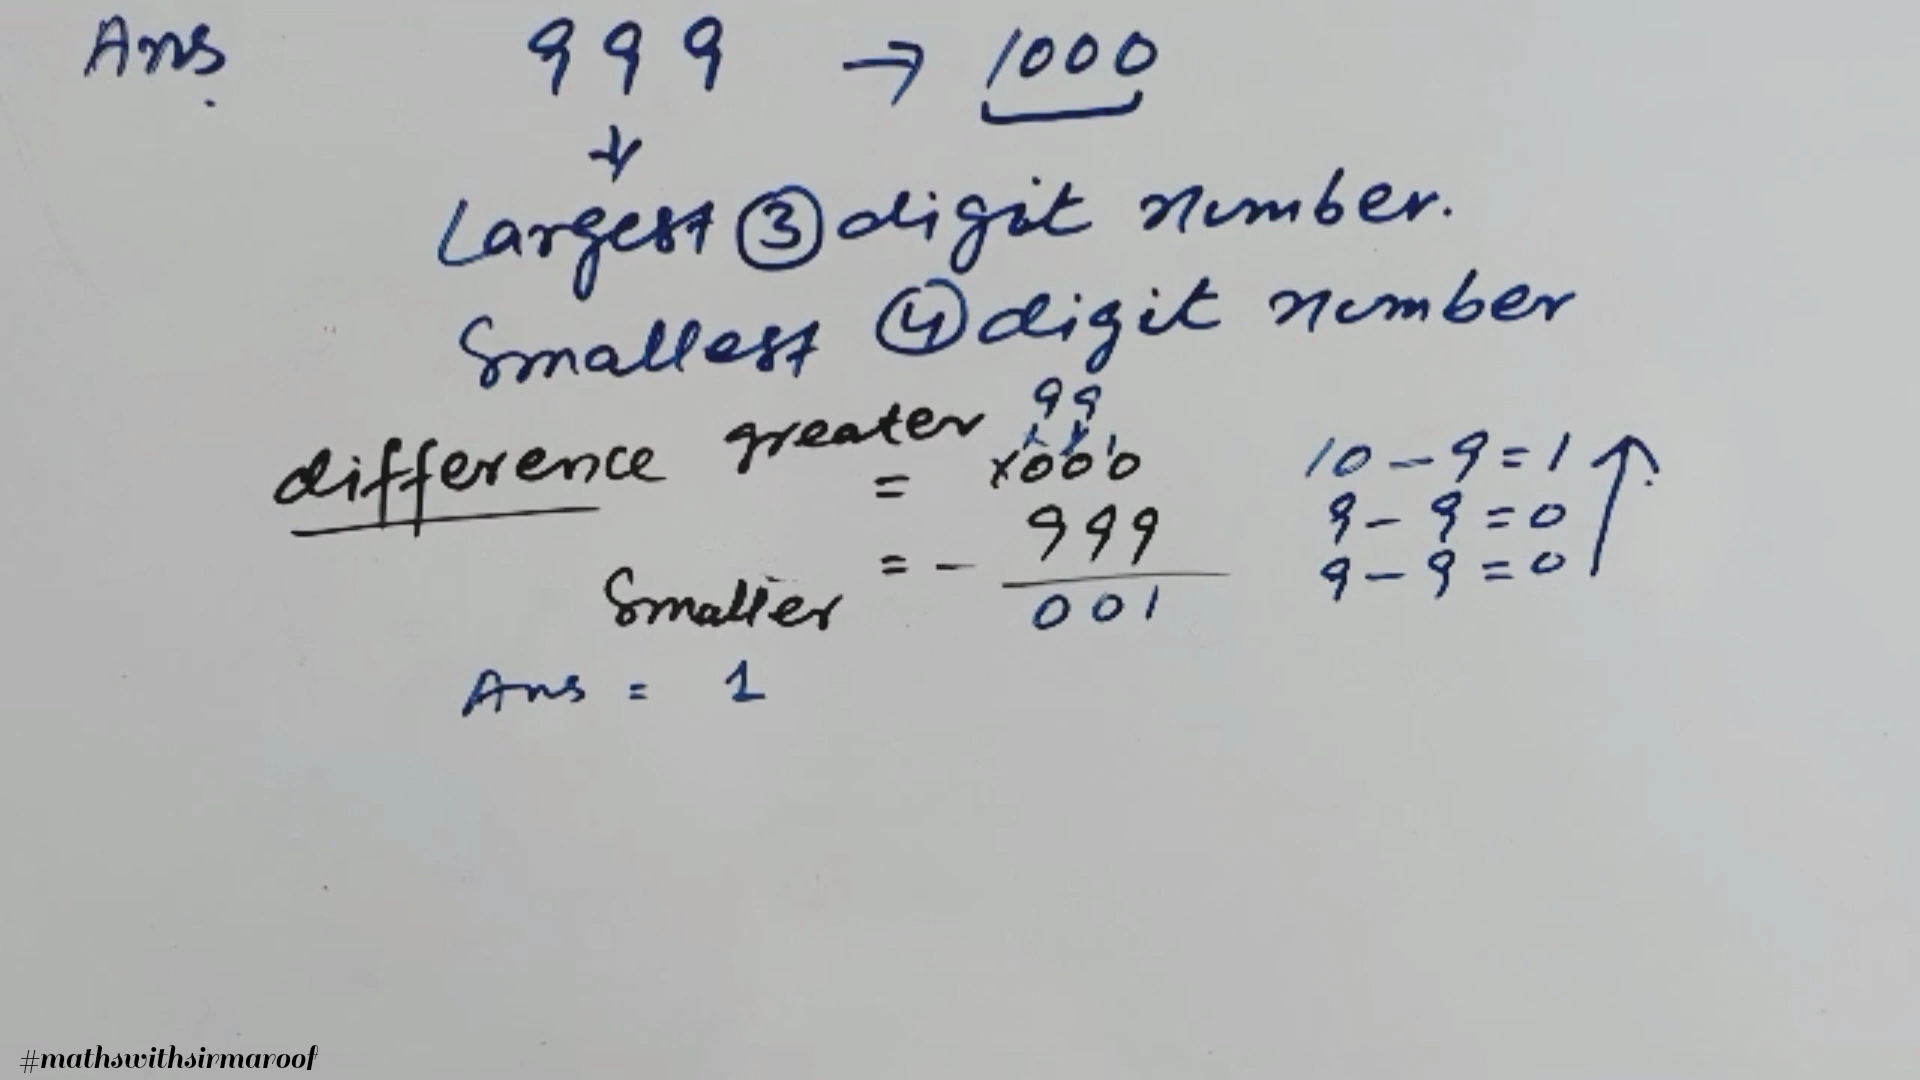 Ans. 999 → 1000
Largest 3 digit number.
Smallest 4 digit number
99
difference greater = 1000 10-9=1
9-9=0
Smaller = - 999 9-9=0
001
Ans = 1
#mathswithsirmaroof